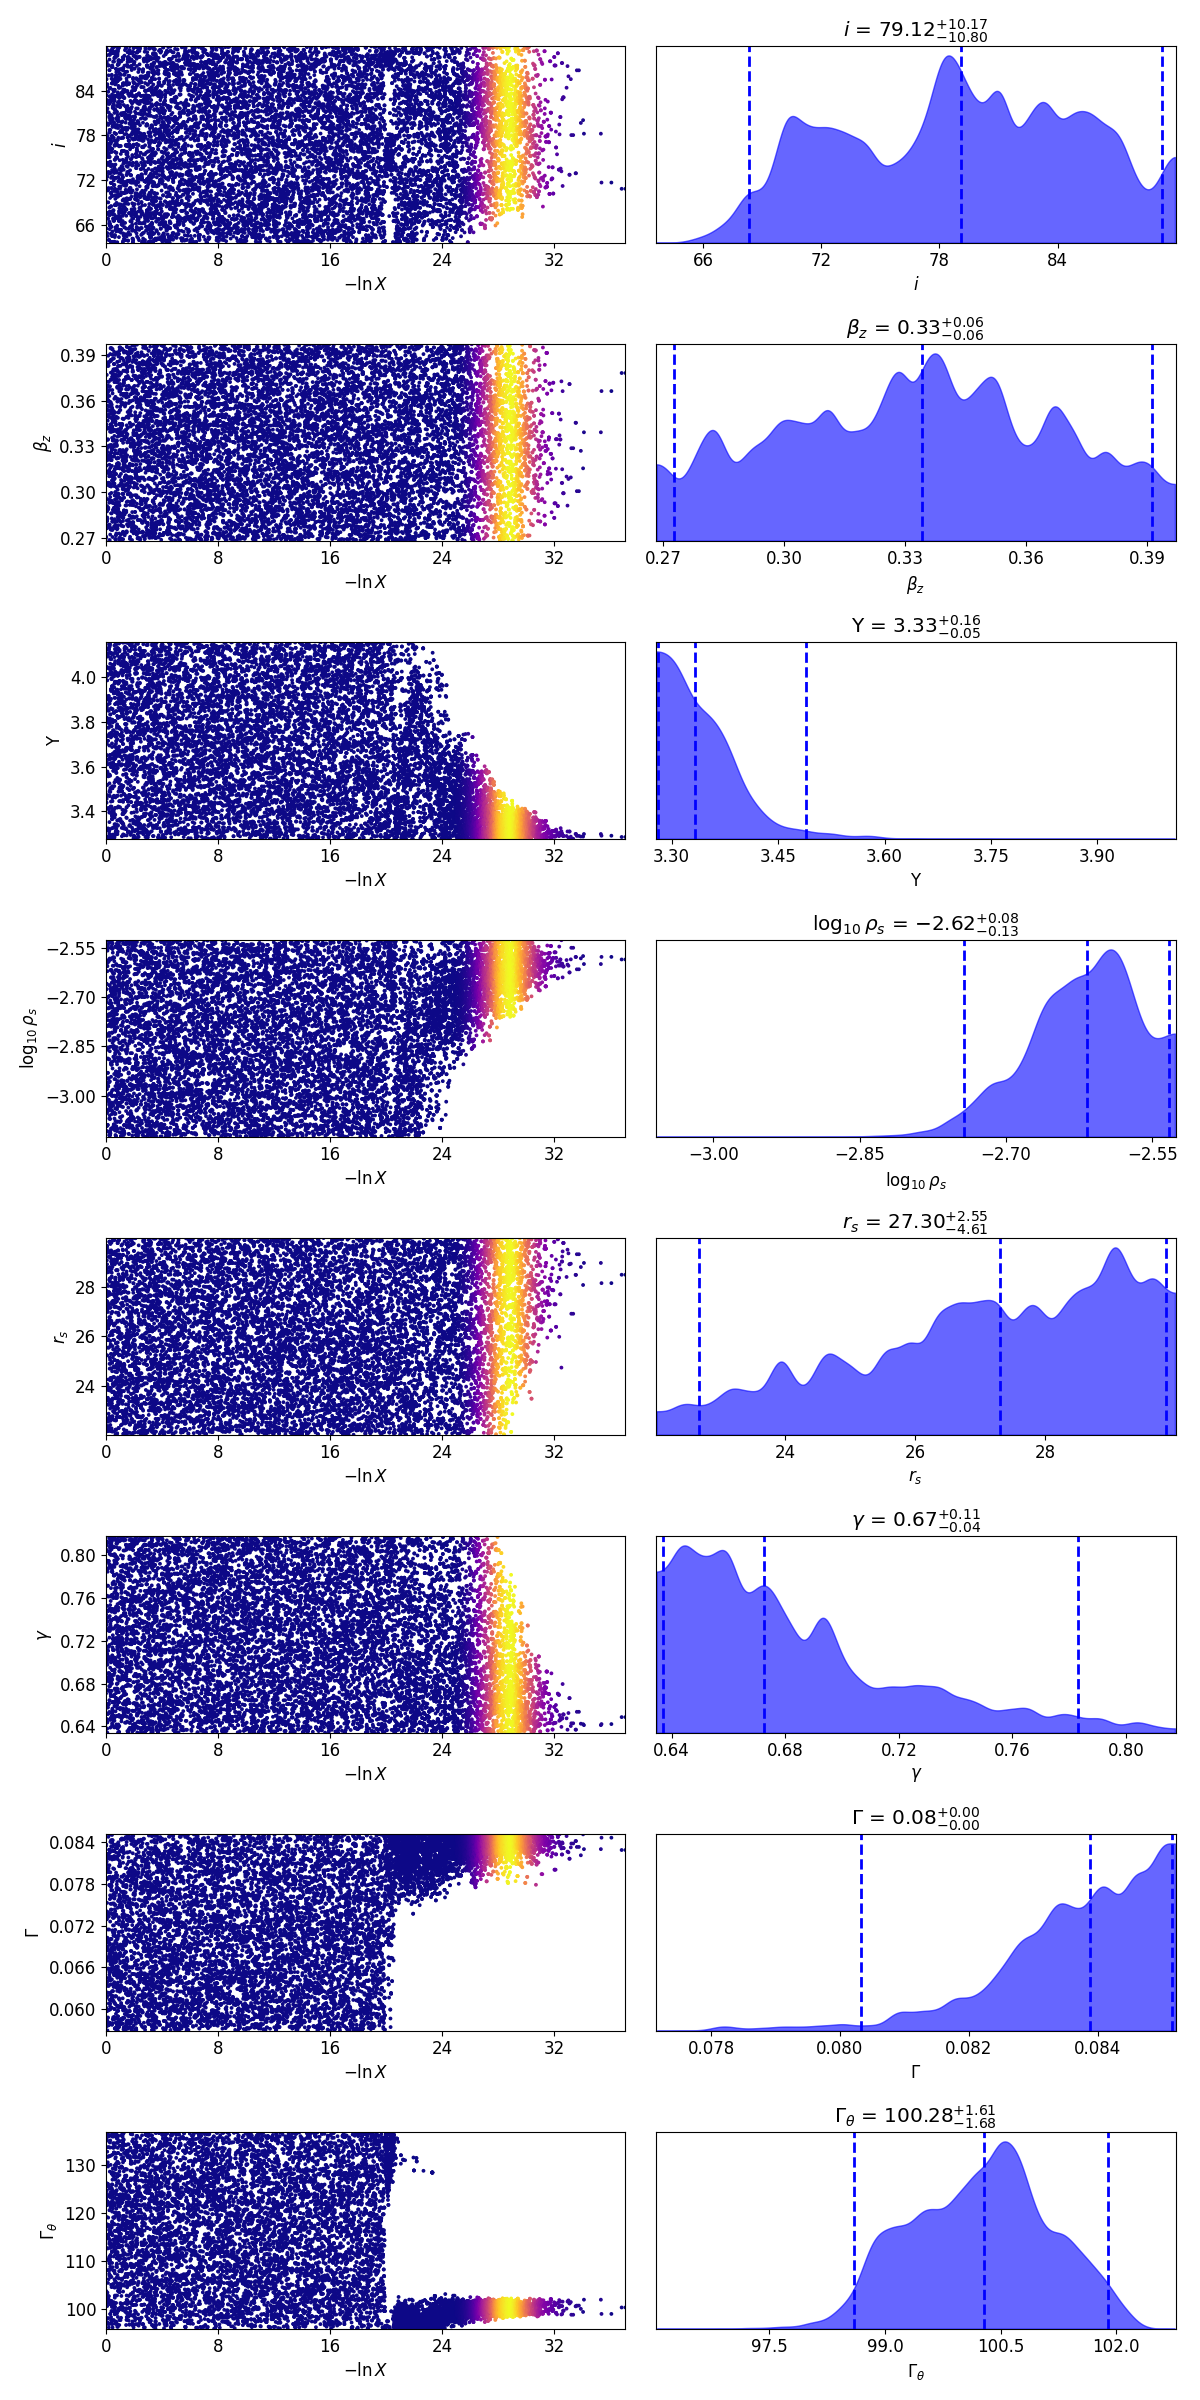 i = 79.12 +10.17 −10.80
84
78
72
66
i
0 8 16 24 32
−ln X
66 72 78 84
i
β_z = 0.33 +0.06 −0.06
0.39
0.36
0.33
0.30
0.27
β_z
0 8 16 24 32
−ln X
0.27 0.30 0.33 0.36 0.39
β_z
Υ = 3.33 +0.16 −0.05
4.0
3.8
3.6
3.4
Υ
0 8 16 24 32
−ln X
3.30 3.45 3.60 3.75 3.90
Υ
log₁₀ ρ_s = −2.62 +0.08 −0.13
−2.55
−2.70
−2.85
−3.00
log₁₀ ρ_s
0 8 16 24 32
−ln X
−3.00 −2.85 −2.70 −2.55
log₁₀ ρ_s
r_s = 27.30 +2.55 −4.61
28
26
24
r_s
0 8 16 24 32
−ln X
24 26 28
r_s
γ = 0.67 +0.11 −0.04
0.80
0.76
0.72
0.68
0.64
γ
0 8 16 24 32
−ln X
0.64 0.68 0.72 0.76 0.80
γ
Γ = 0.08 +0.00 −0.00
0.084
0.078
0.072
0.066
0.060
Γ
0 8 16 24 32
−ln X
0.078 0.080 0.082 0.084
Γ
Γ_θ = 100.28 +1.61 −1.68
130
120
110
100
Γ_θ
0 8 16 24 32
−ln X
97.5 99.0 100.5 102.0
Γ_θ